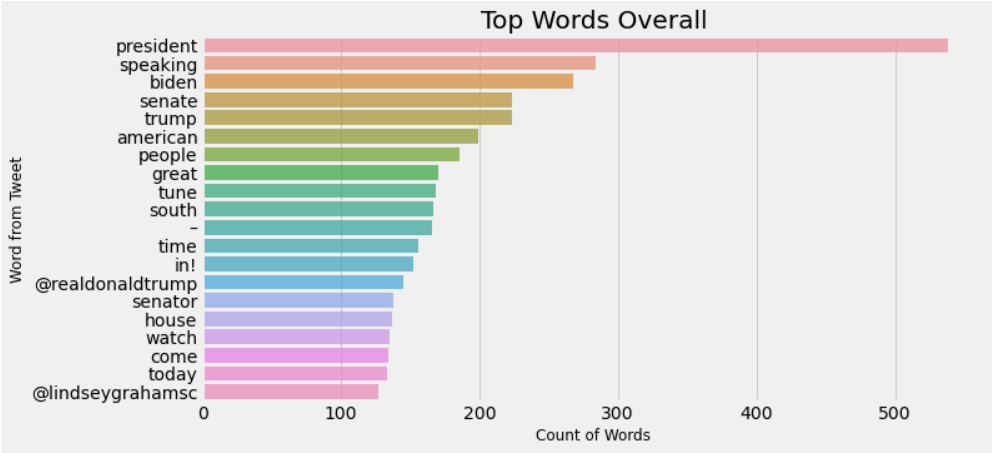 Top Words Overall
president
speaking
biden
senate
trump
american
people
great
tune
south
–
time
in!
@realdonaldtrump
senator
house
watch
come
today
@lindseygrahamsc
Word from Tweet
0 100 200 300 400 500
Count of Words